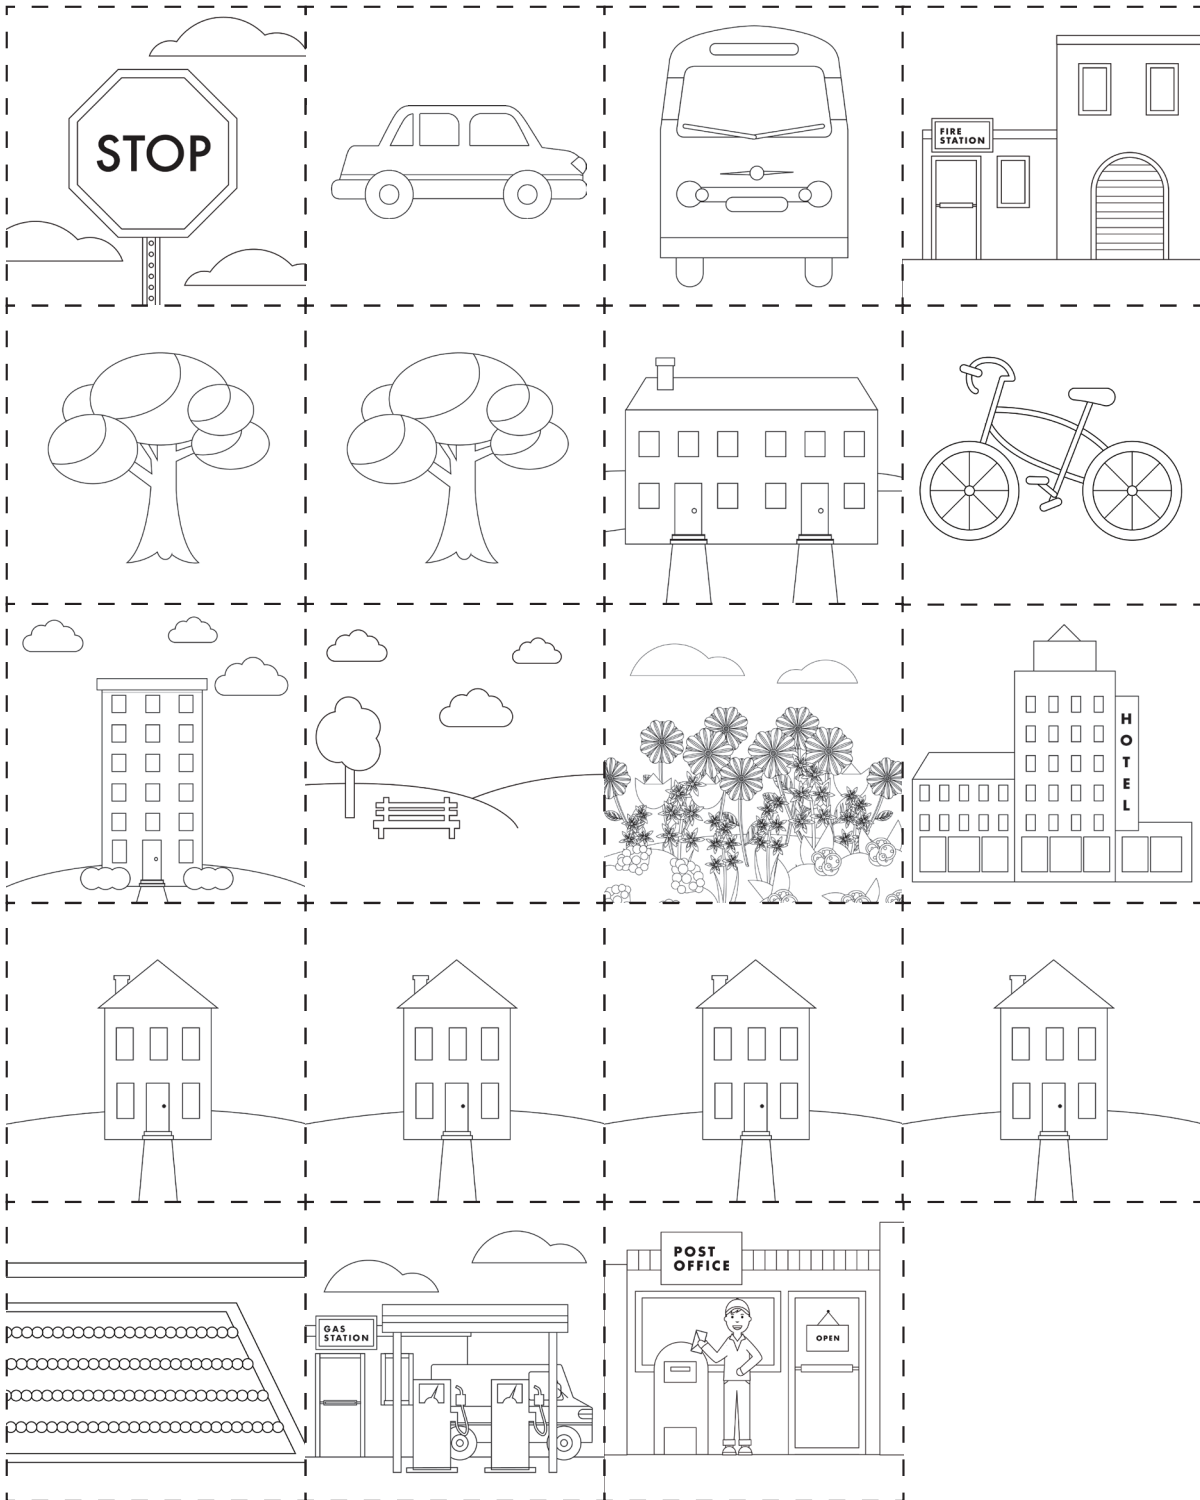 STOP
FIRE
STATION
H
O
T
E
L
GAS
STATION
POST
OFFICE
OPEN